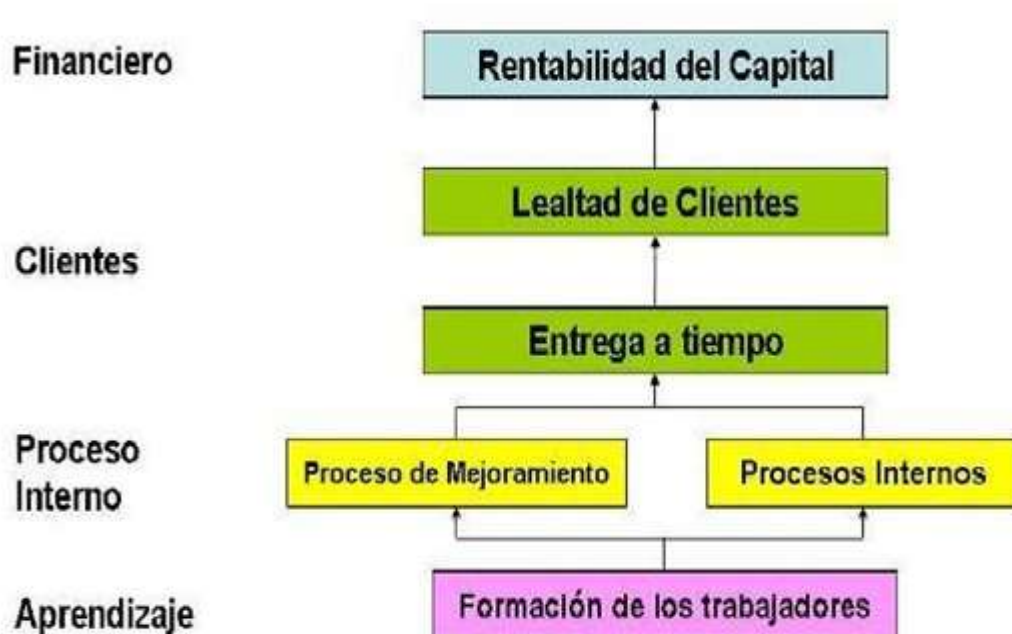 Financiero
Rentabilidad del Capital
Lealtad de Clientes
Clientes
Entrega a tiempo
Proceso
Interno
Proceso de Mejoramiento
Procesos Internos
Aprendizaje
Formación de los trabajadores